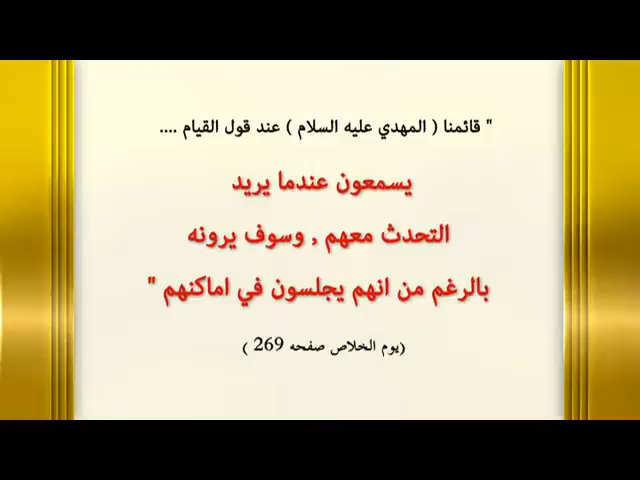 " قائمنا ( المهدي عليه السلام ) عند قول القيام ....
يسمعون عندما يريد
التحدث معهم , وسوف يرونه
بالرغم من انهم يجلسون في اماكنهم "
(يوم الخلاص صفحه 269 )